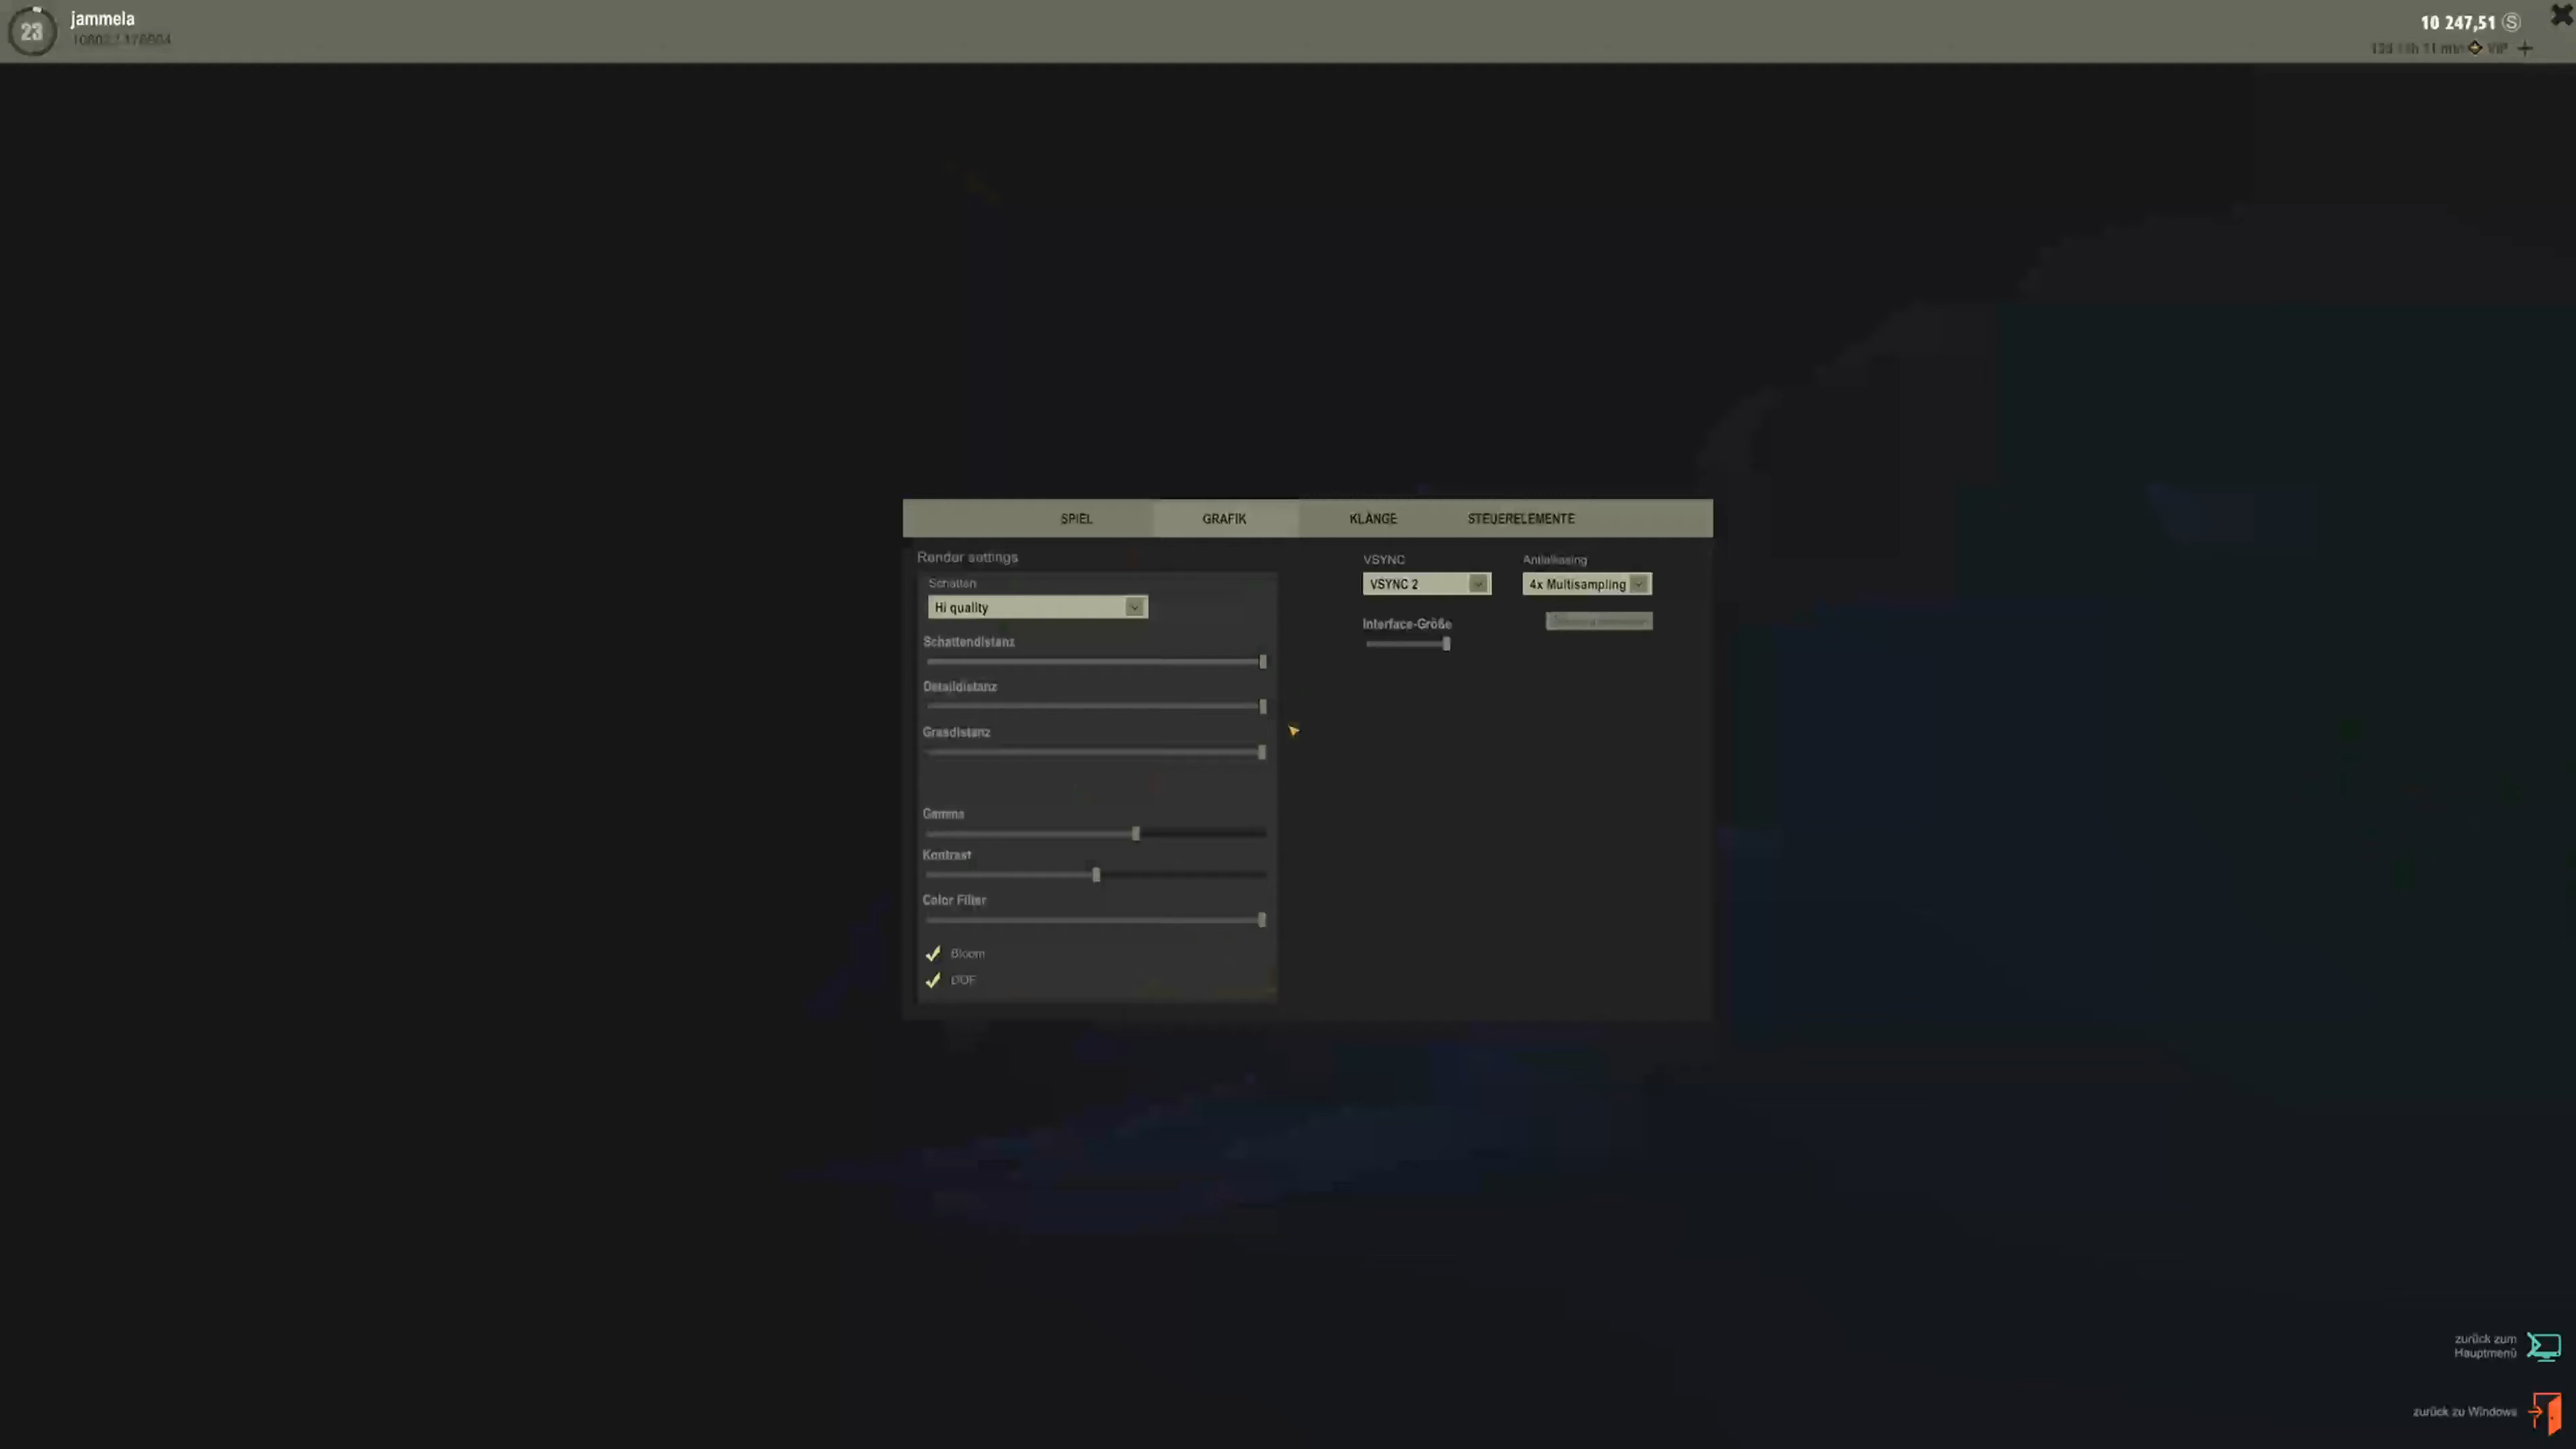 23
jammela
10 247,51
VIP
SPIEL
GRAFIK
KLÄNGE
STEUERELEMENTE
Render settings
Schatten
Hi quality
Schattendistanz
Detaildistanz
Grasdistanz
Gamma
Kontrast
Color Filter
Bloom
DOF
VSYNC
VSYNC 2
Antialiasing
4x Multisampling
Interface-Größe
zurück zum
Hauptmenü
zurück zu Windows